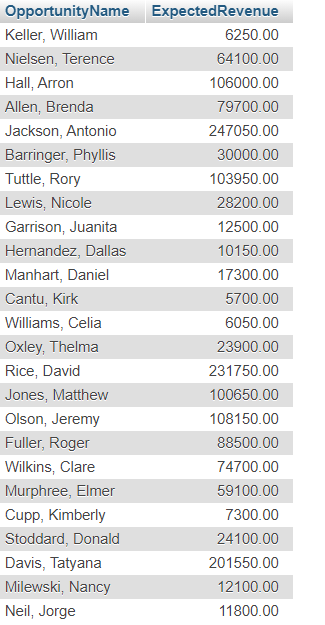 OpportunityName ExpectedRevenue
Keller, William 6250.00
Nielsen, Terence 64100.00
Hall, Arron 106000.00
Allen, Brenda 79700.00
Jackson, Antonio 247050.00
Barringer, Phyllis 30000.00
Tuttle, Rory 103950.00
Lewis, Nicole 28200.00
Garrison, Juanita 12500.00
Hernandez, Dallas 10150.00
Manhart, Daniel 17300.00
Cantu, Kirk 5700.00
Williams, Celia 6050.00
Oxley, Thelma 23900.00
Rice, David 231750.00
Jones, Matthew 100650.00
Olson, Jeremy 108150.00
Fuller, Roger 88500.00
Wilkins, Clare 74700.00
Murphree, Elmer 59100.00
Cupp, Kimberly 7300.00
Stoddard, Donald 24100.00
Davis, Tatyana 201550.00
Milewski, Nancy 12100.00
Neil, Jorge 11800.00